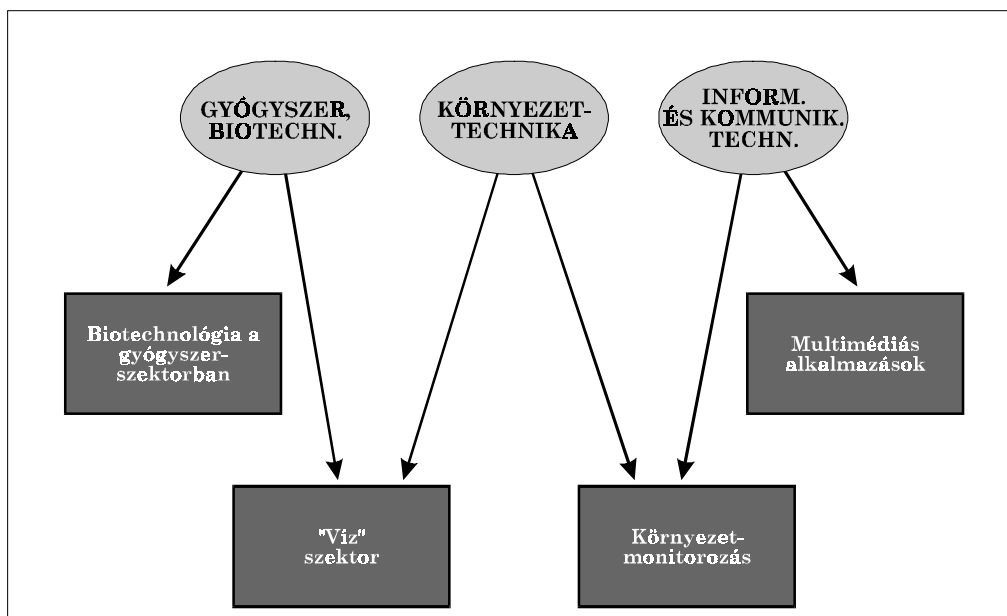 GYÓGYSZER,
BIOTECHN.
KÖRNYEZET-
TECHNIKA
INFORM.
ÉS KOMMUNIK.
TECHN.
Biotechnológia a
gyógyszer-
szektorban
Multimédiás
alkalmazások
"Víz"
szektor
Környezet-
monitorozás